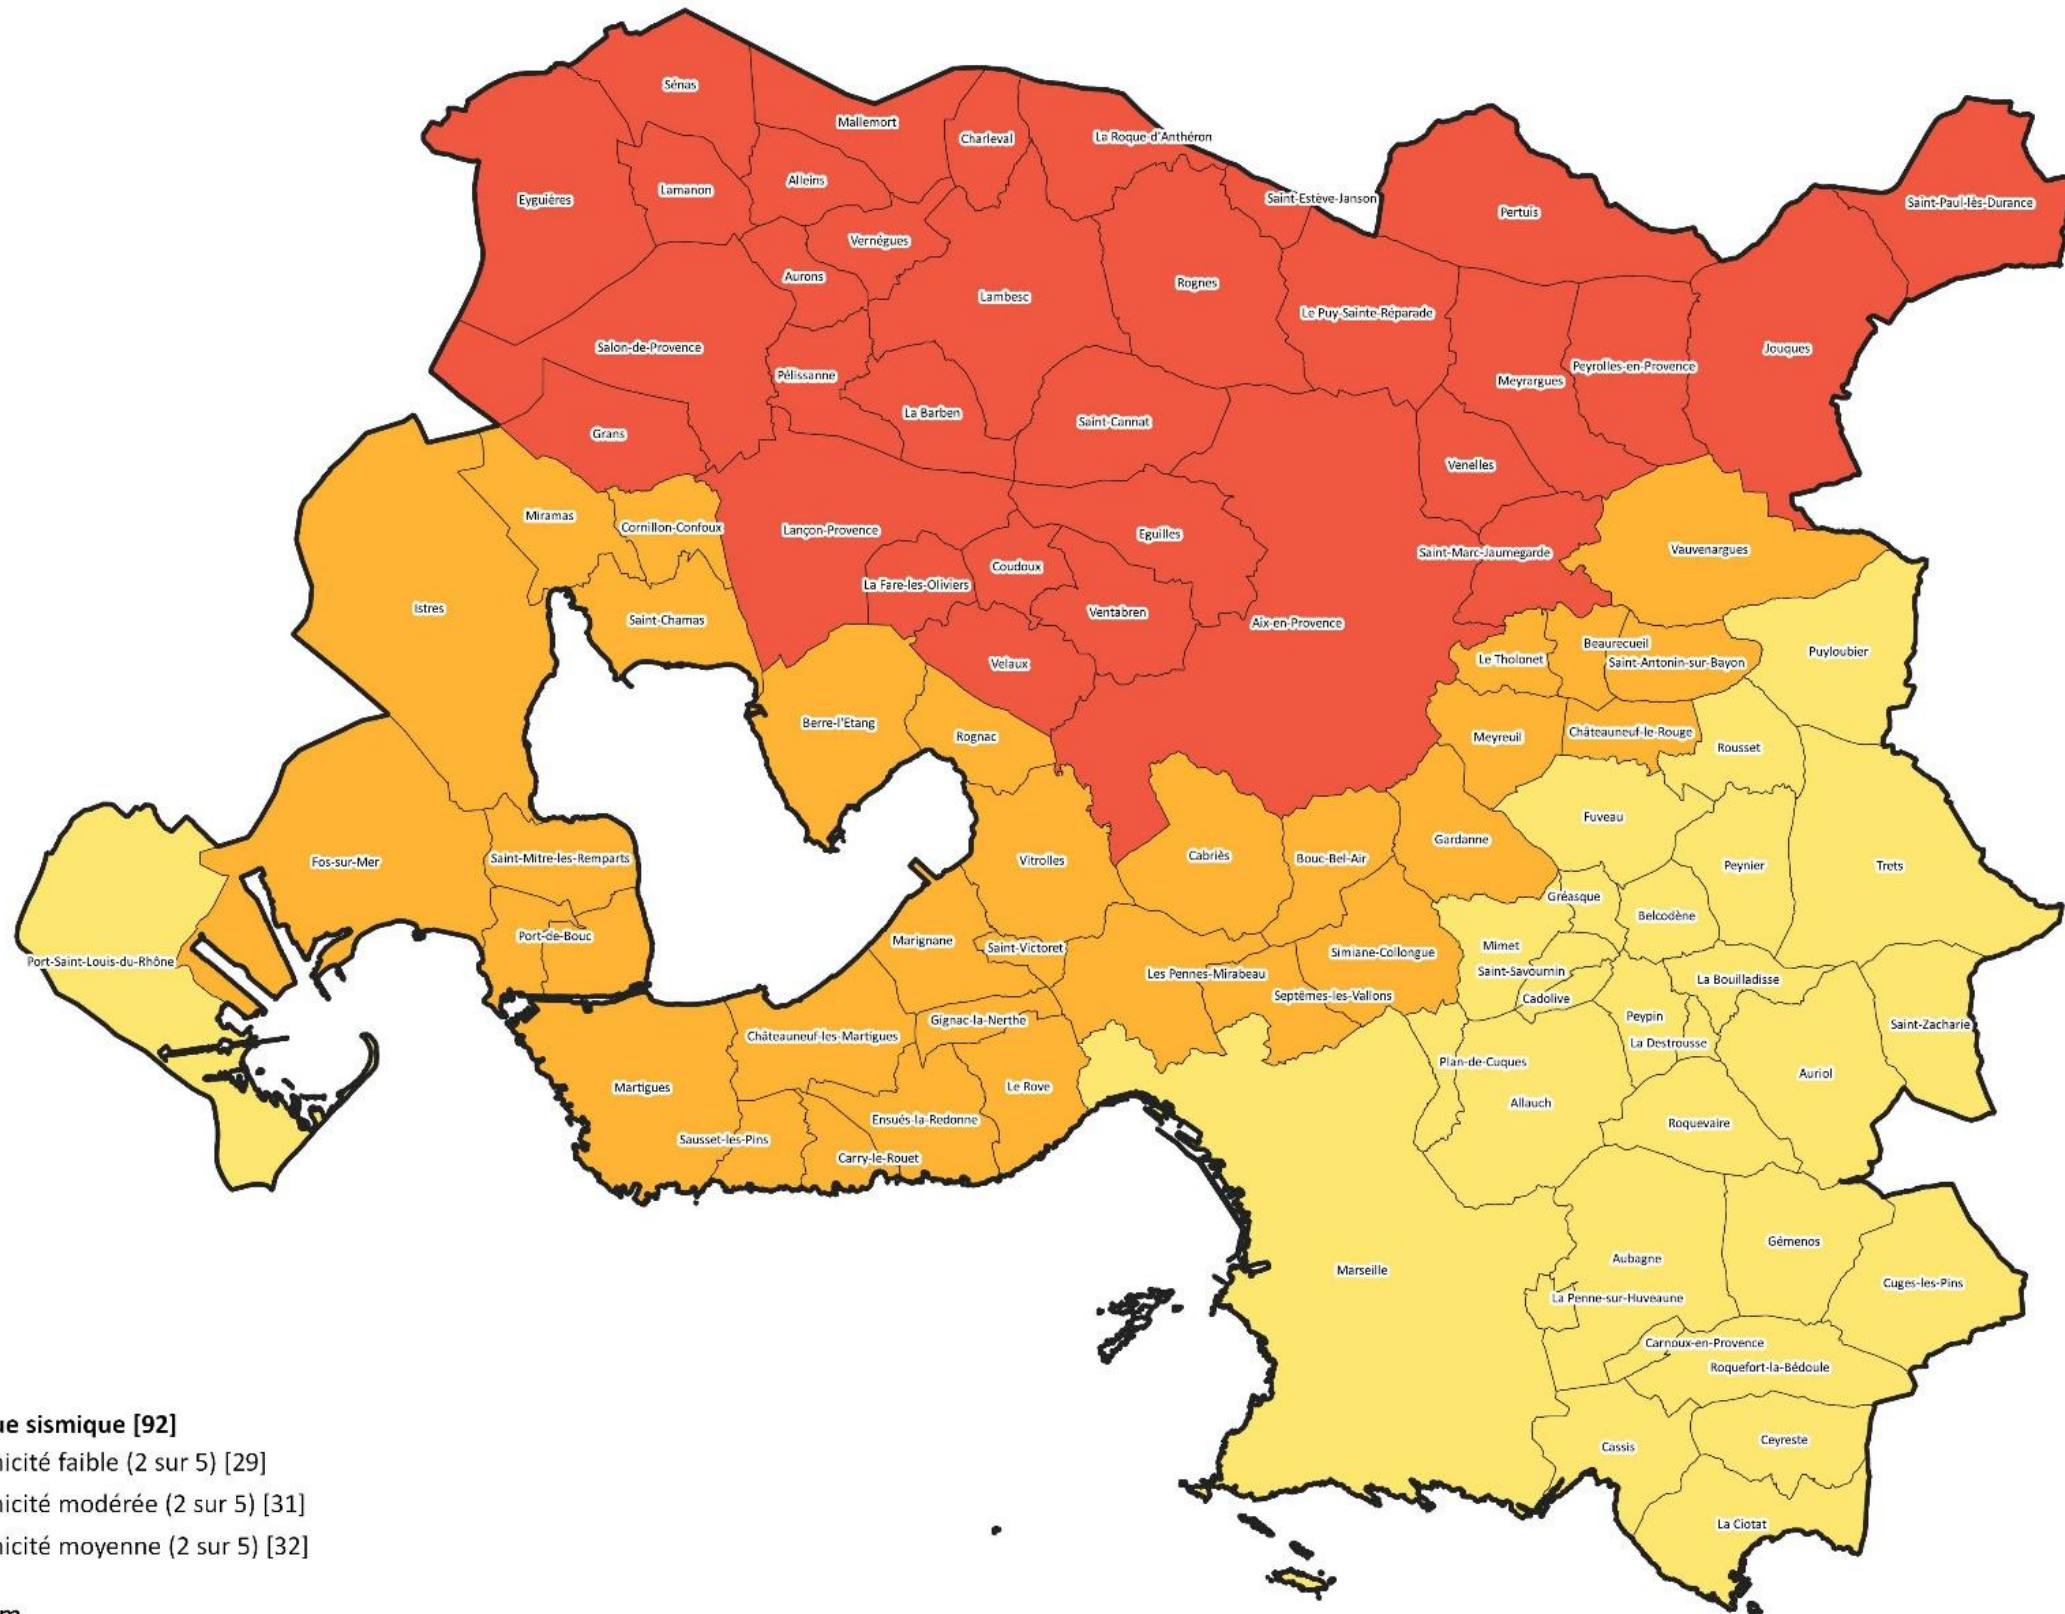 Sénas
Mallemort
Charleval
La Roque-d'Anthéron
Alleins
Lamanon
Eyguières
Saint-Estève-Janson
Pertuis
Saint-Paul-lès-Durance
Vernègues
Aurons
Lambesc
Rognes
Le Puy-Sainte-Réparade
Salon-de-Provence
Jouques
Pélissanne
Peyrolles-en-Provence
Meyrargues
La Barben
Saint-Cannat
Grans
Venelles
Miramas
Cornillon-Confoux
Lançon-Provence
Eguilles
Saint-Marc-Jaumegarde
Vauvenargues
Coudoux
La Fare-les-Oliviers
Istres
Saint-Chamas
Ventabren
Aix-en-Provence
Beaurecueil
Puyloubier
Velaux
Le Tholonet
Saint-Antonin-sur-Bayon
Berre-l'Etang
Rognac
Meyreuil
Châteauneuf-le-Rouge
Rousset
Fuveau
Gardanne
Fos-sur-Mer
Saint-Mitre-les-Remparts
Vitrolles
Cabriès
Bouc-Bel-Air
Peynier
Trets
Gréasque
Belcodène
Port-de-Bouc
Marignane
Saint-Victoret
Mimet
Simiane-Collongue
Port-Saint-Louis-du-Rhône
Les Pennes-Mirabeau
Saint-Savournin
La Bouilladisse
Septèmes-les-Vallons
Cadolive
Gignac-la-Nerthe
Peypin
Saint-Zacharie
Châteauneuf-les-Martigues
La Destrousse
Plan-de-Cuques
Auriol
Martigues
Le Rove
Allauch
Ensuès-la-Redonne
Roquevaire
Sausset-les-Pins
Carry-le-Rouet
Gémenos
Aubagne
Marseille
Cuges-les-Pins
La Penne-sur-Huveaune
Carnoux-en-Provence
Roquefort-la-Bédoule
Ceyreste
Cassis
La Ciotat
ue sismique [92]
nicité faible (2 sur 5) [29]
nicité modérée (2 sur 5) [31]
nicité moyenne (2 sur 5) [32]